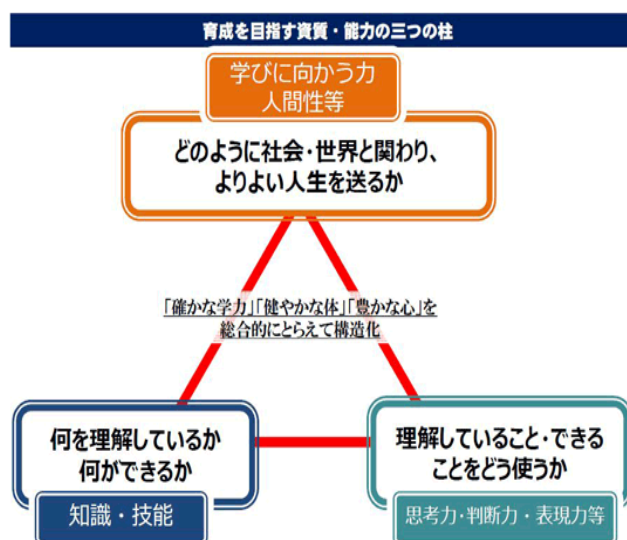 育成を目指す資質・能力の三つの柱
学びに向かう力
人間性等
どのように社会・世界と関わり、
よりよい人生を送るか
「確かな学力」「健やかな体」「豊かな心」を
総合的にとらえて構造化
何を理解しているか
何ができるか
知識・技能
理解していること・できる
ことをどう使うか
思考力・判断力・表現力等